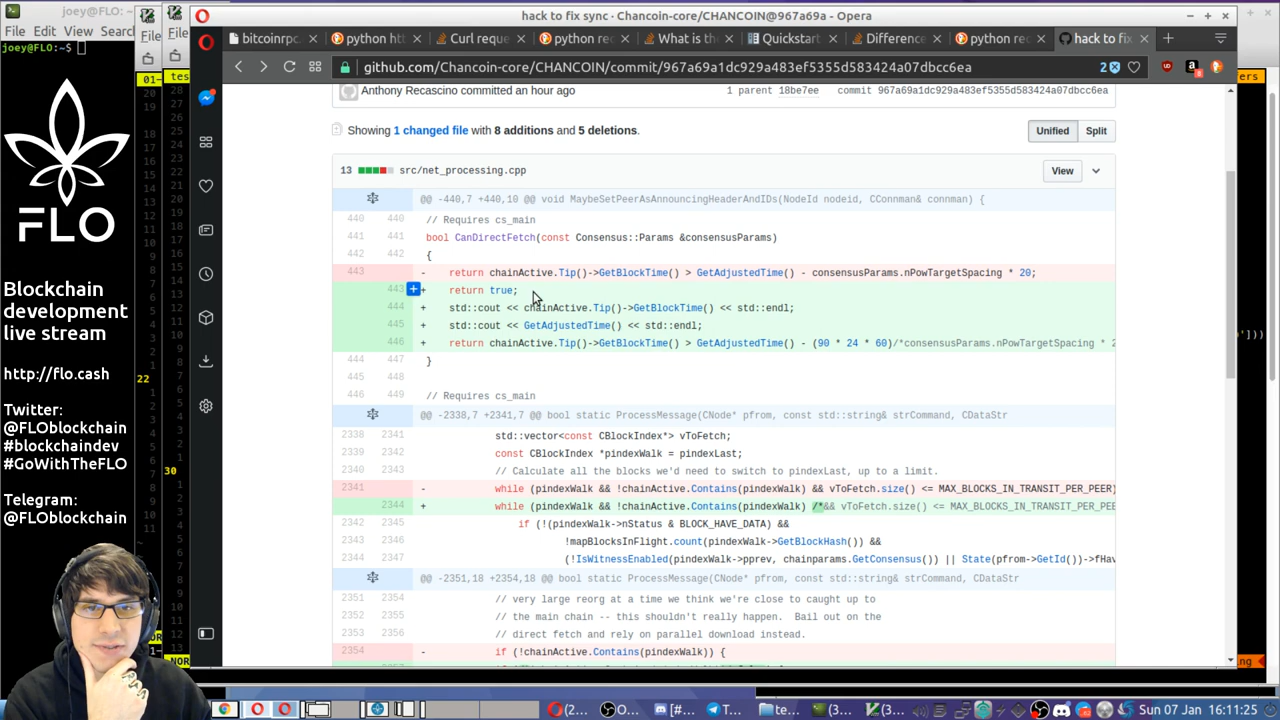 joey@FLO: ~
hack to fix sync · Chancoin-core/CHANCOIN@967a69a - Opera
File Edit View Search
File
File
bitcoinrpc
python htt
Curl reque
python req
What is th
Quickstart
Differenc
python rec
hack to fix
joey@FLO:~$
github.com/Chancoin-core/CHANCOIN/commit/967a69a1dc929a483ef5355d583424a07dbcc6ea
2
Anthony Recascino committed an hour ago
1 parent 18be7ee commit 967a69a1dc929a483ef5355d583424a07dbcc6ea
Showing 1 changed file with 8 additions and 5 deletions.
Unified Split
13 src/net_processing.cpp
View
@@ -440,7 +440,10 @@ void MaybeSetPeerAsAnnouncingHeaderAndIDs(NodeId nodeid, CConnman& connman) {
440 440 // Requires cs_main
441 441 bool CanDirectFetch(const Consensus::Params &consensusParams)
442 442 {
443 - return chainActive.Tip()->GetBlockTime() > GetAdjustedTime() - consensusParams.nPowTargetSpacing * 20;
443 + return true;
444 + std::cout << chainActive.Tip()->GetBlockTime() << std::endl;
445 + std::cout << GetAdjustedTime() << std::endl;
446 + return chainActive.Tip()->GetBlockTime() > GetAdjustedTime() - (90 * 24 * 60)/*consensusParams.nPowTargetSpacing * 2
444 447 }
445 448
446 449 // Requires cs_main
@@ -2338,7 +2341,7 @@ bool static ProcessMessage(CNode* pfrom, const std::string& strCommand, CDataStr
2338 2341 std::vector<const CBlockIndex*> vToFetch;
2339 2342 const CBlockIndex *pindexWalk = pindexLast;
2340 2343 // Calculate all the blocks we'd need to switch to pindexLast, up to a limit.
2341 - while (pindexWalk && !chainActive.Contains(pindexWalk) && vToFetch.size() <= MAX_BLOCKS_IN_TRANSIT_PER_PEER)
2344 + while (pindexWalk && !chainActive.Contains(pindexWalk) /*&& vToFetch.size() <= MAX_BLOCKS_IN_TRANSIT_PER_PEE
2342 2345 if (!(pindexWalk->nStatus & BLOCK_HAVE_DATA) &&
2343 2346 !mapBlocksInFlight.count(pindexWalk->GetBlockHash()) &&
2344 2347 (!IsWitnessEnabled(pindexWalk->pprev, chainparams.GetConsensus()) || State(pfrom->GetId())->fHav
@@ -2351,18 +2354,18 @@ bool static ProcessMessage(CNode* pfrom, const std::string& strCommand, CDataStr
2351 2354 // very large reorg at a time we think we're close to caught up to
2352 2355 // the main chain -- this shouldn't really happen. Bail out on the
2353 2356 // direct fetch and rely on parallel download instead.
2354 - if (!chainActive.Contains(pindexWalk)) {
FLO
Blockchain
development
live stream
http://flo.cash
Twitter:
@FLOblockchain
#blockchaindev
#GoWithTheFLO
Telegram:
@FLOblockchain
Sun 07 Jan 16:11:25